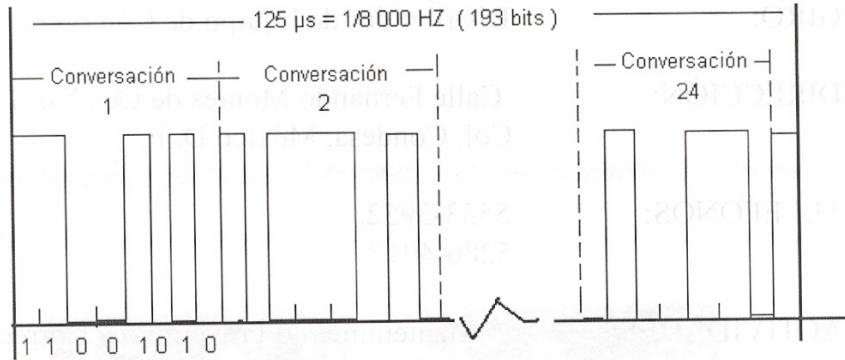 125 µs = 1/8 000 HZ ( 193 bits )
Conversación
1
Conversación
2
Conversación
24
1 1 0 0 1 0 1 0